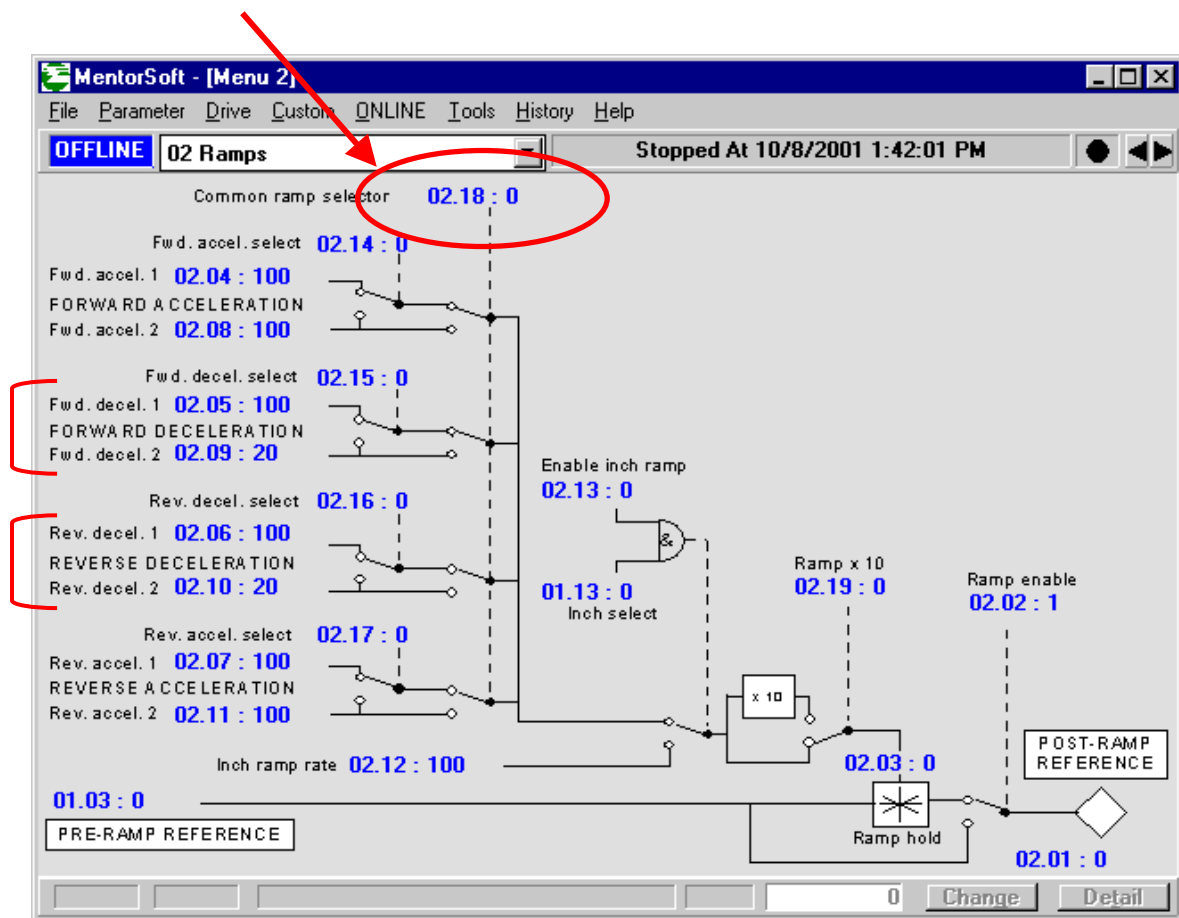 MentorSoft - [Menu 2]
File Parameter Drive Custom ONLINE Tools History Help
OFFLINE 02 Ramps Stopped At 10/8/2001 1:42:01 PM
Common ramp selector 02.18 : 0
Fwd. accel. select 02.14 : 0
Fwd. accel. 1 02.04 : 100
FORWARD ACCELERATION
Fwd. accel. 2 02.08 : 100
Fwd. decel. select 02.15 : 0
Fwd. decel. 1 02.05 : 100
FORWARD DECELERATION
Fwd. decel. 2 02.09 : 20
Enable inch ramp
02.13 : 0
Rev. decel. select 02.16 : 0
Rev. decel. 1 02.06 : 100
&
REVERSE DECELERATION
Rev. decel. 2 02.10 : 20
01.13 : 0
Inch select
Ramp x 10
02.19 : 0
Ramp enable
02.02 : 1
Rev. accel. select 02.17 : 0
Rev. accel. 1 02.07 : 100
REVERSE ACCELERATION
Rev. accel. 2 02.11 : 100
x 10
Inch ramp rate 02.12 : 100
02.03 : 0
POST-RAMP
REFERENCE
01.03 : 0
PRE-RAMP REFERENCE
Ramp hold
02.01 : 0
0 Change Detail